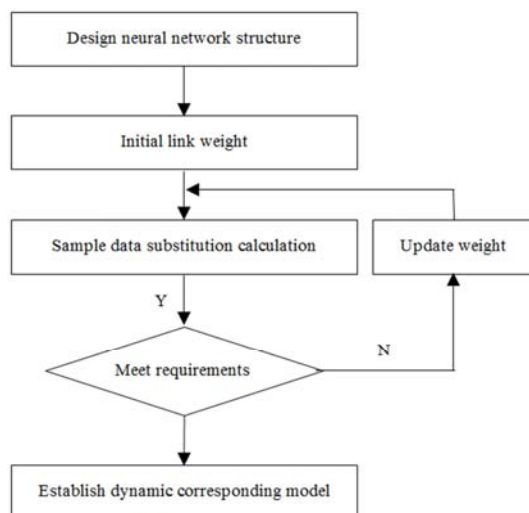 Design neural network structure
Initial link weight
Sample data substitution calculation
Update weight
Y
Meet requirements
N
Establish dynamic corresponding model